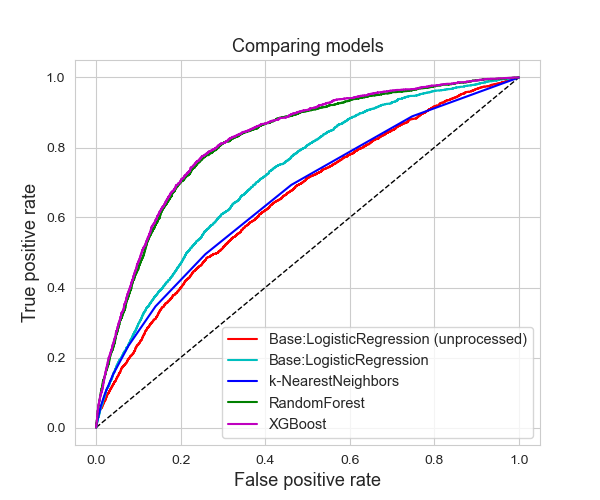 Comparing models
True positive rate
1.0
0.8
0.6
0.4
0.2
0.0
Base:LogisticRegression (unprocessed)
Base:LogisticRegression
k-NearestNeighbors
RandomForest
XGBoost
0.0 0.2 0.4 0.6 0.8 1.0
False positive rate